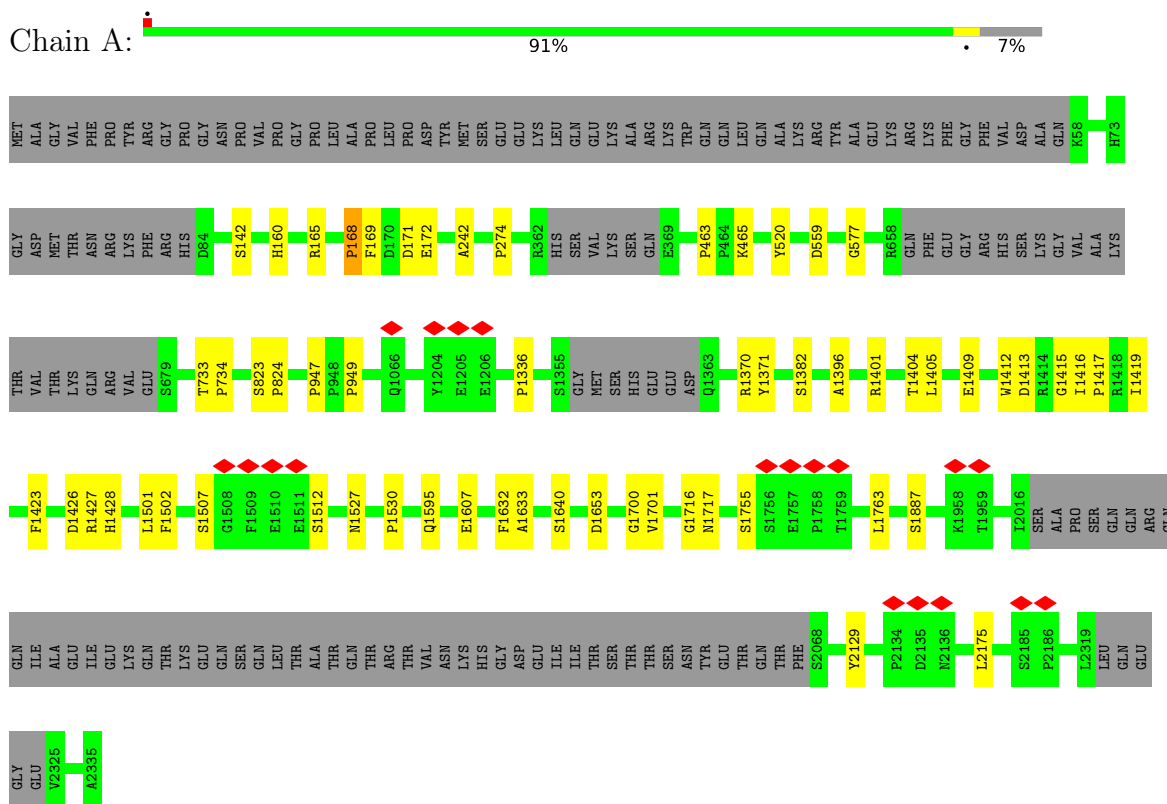 Chain A:
91% • 7%
MET ALA GLY VAL PHE PRO TYR ARG GLY PRO GLY ASN PRO VAL PRO GLY PRO LEU ALA PRO LEU PRO ASP TYR MET SER GLU GLU LYS LEU GLN GLU LYS ALA ARG LYS TRP GLN GLN LEU GLN ALA LYS ARG TYR ALA GLU LYS ARG LYS PHE GLY PHE VAL ASP ALA GLN K58 H73
GLY ASP MET THR ASN ARG LYS PHE ARG HIS D84 S142 H160 R165 P168 F169 D170 D171 E172 A242 P274 R362 HIS SER VAL LYS SER GLN E369 P463 P464 K465 Y520 D559 G577 R658 GLN PHE GLU GLY ARG HIS SER LYS GLY VAL ALA LYS
THR VAL THR LYS GLN ARG VAL GLU S679 T733 P734 S823 P824 P947 P948 P949 Q1066 Y1204 E1205 E1206 P1336 S1355 GLY MET SER HIS GLU GLU ASP Q1363 R1370 Y1371 S1382 A1396 R1401 T1404 L1405 E1409 W1412 D1413 R1414 G1415 I1416 P1417 R1418 I1419
F1423 D1426 R1427 H1428 L1501 F1502 S1507 G1508 F1509 E1510 E1511 S1512 N1527 P1530 Q1595 E1607 F1632 A1633 S1640 D1653 G1700 V1701 G1716 N1717 S1755 S1756 E1757 P1758 T1759 L1763 S1887 K1958 T1959 I2016 SER ALA PRO SER GLN GLN ARG GLN
GLN ILE ALA GLU ILE GLU LYS GLN THR LYS GLU GLN SER GLN LEU THR ALA THR GLN THR ARG THR VAL ASN LYS HIS GLY ASP GLU ILE ILE THR SER THR THR SER ASN TYR GLU THR GLN THR PHE S2068 Y2129 P2134 D2135 N2136 L2175 S2185 P2186 L2319 LEU GLN GLU
GLY GLU V2325 A2335